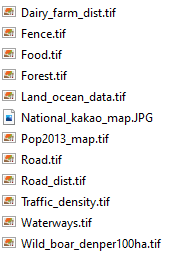 Dairy_farm_dist.tif
Fence.tif
Food.tif
Forest.tif
Land_ocean_data.tif
National_kakao_map.JPG
Pop2013_map.tif
Road.tif
Road_dist.tif
Traffic_density.tif
Waterways.tif
Wild_boar_denper100ha.tif